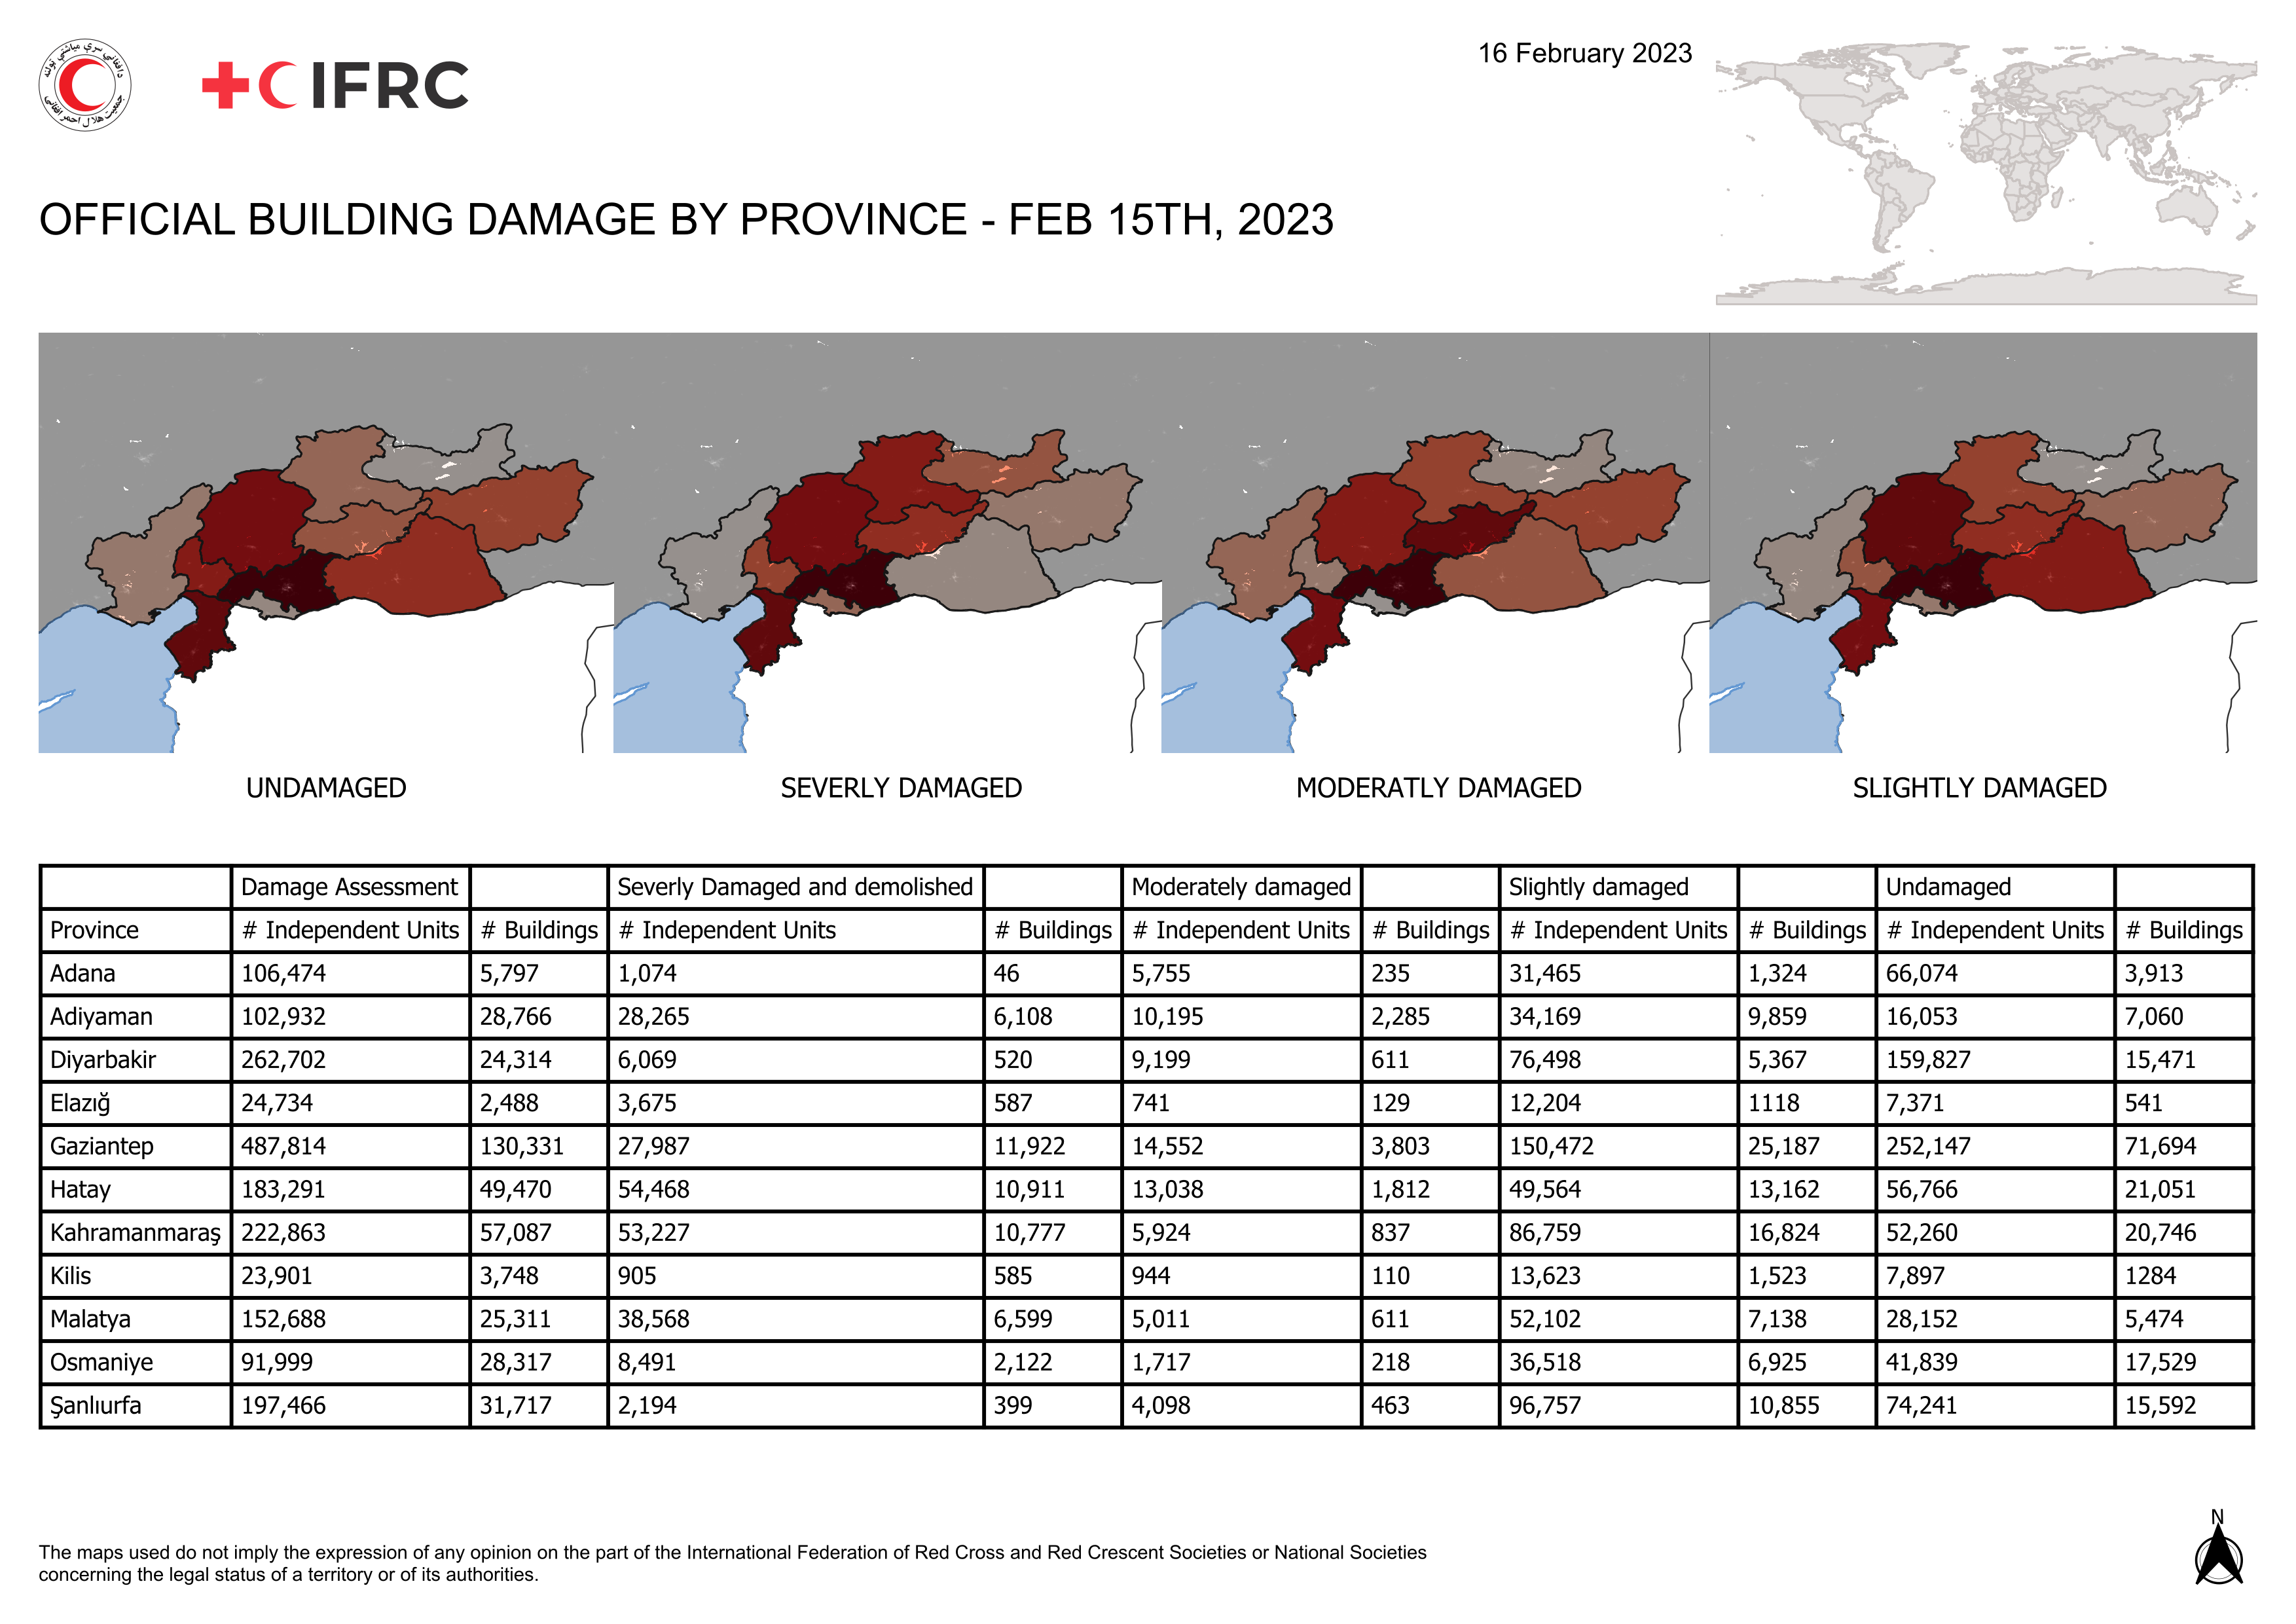 د افغاني سرې مياشتې ټولنه
جمعیت هلال احمر افغانی
IFRC
16 February 2023
OFFICIAL BUILDING DAMAGE BY PROVINCE - FEB 15TH, 2023
UNDAMAGED
SEVERLY DAMAGED
MODERATLY DAMAGED
SLIGHTLY DAMAGED
Damage Assessment Severly Damaged and demolished Moderately damaged Slightly damaged Undamaged
Province # Independent Units # Buildings # Independent Units # Buildings # Independent Units # Buildings # Independent Units # Buildings # Independent Units # Buildings
Adana 106,474 5,797 1,074 46 5,755 235 31,465 1,324 66,074 3,913
Adiyaman 102,932 28,766 28,265 6,108 10,195 2,285 34,169 9,859 16,053 7,060
Diyarbakir 262,702 24,314 6,069 520 9,199 611 76,498 5,367 159,827 15,471
Elazığ 24,734 2,488 3,675 587 741 129 12,204 1118 7,371 541
Gaziantep 487,814 130,331 27,987 11,922 14,552 3,803 150,472 25,187 252,147 71,694
Hatay 183,291 49,470 54,468 10,911 13,038 1,812 49,564 13,162 56,766 21,051
Kahramanmaraş 222,863 57,087 53,227 10,777 5,924 837 86,759 16,824 52,260 20,746
Kilis 23,901 3,748 905 585 944 110 13,623 1,523 7,897 1284
Malatya 152,688 25,311 38,568 6,599 5,011 611 52,102 7,138 28,152 5,474
Osmaniye 91,999 28,317 8,491 2,122 1,717 218 36,518 6,925 41,839 17,529
Şanlıurfa 197,466 31,717 2,194 399 4,098 463 96,757 10,855 74,241 15,592
N
The maps used do not imply the expression of any opinion on the part of the International Federation of Red Cross and Red Crescent Societies or National Societies
concerning the legal status of a territory or of its authorities.